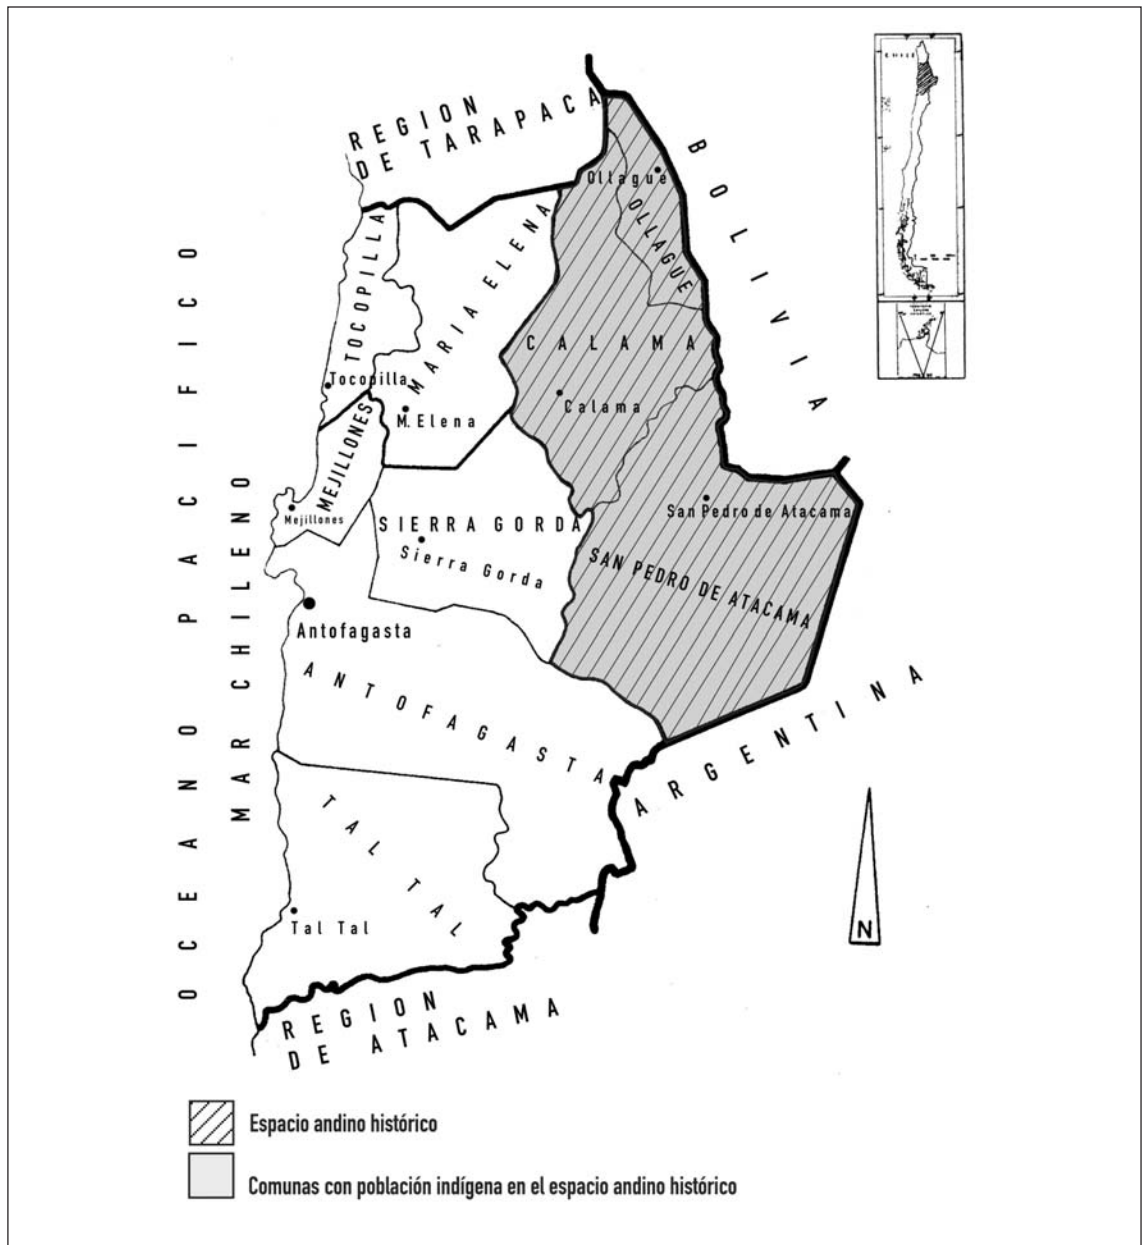 CHILE
REGION
DE TARAPACA
BOLIVIA
Ollague
OLLAGUE
TOCOPILLA
MARIA ELENA
CALAMA
Tocopilla
Calama
M. Elena
MEJILLONES
Mejillones
SIERRA GORDA
Sierra Gorda
San Pedro de Atacama
SAN PEDRO DE ATACAMA
OCEANO PACIFICO
MAR CHILENO
Antofagasta
ANTOFAGASTA
ARGENTINA
TAL TAL
Tal Tal
N
REGION
DE ATACAMA
Espacio andino histórico
Comunas con población indígena en el espacio andino histórico